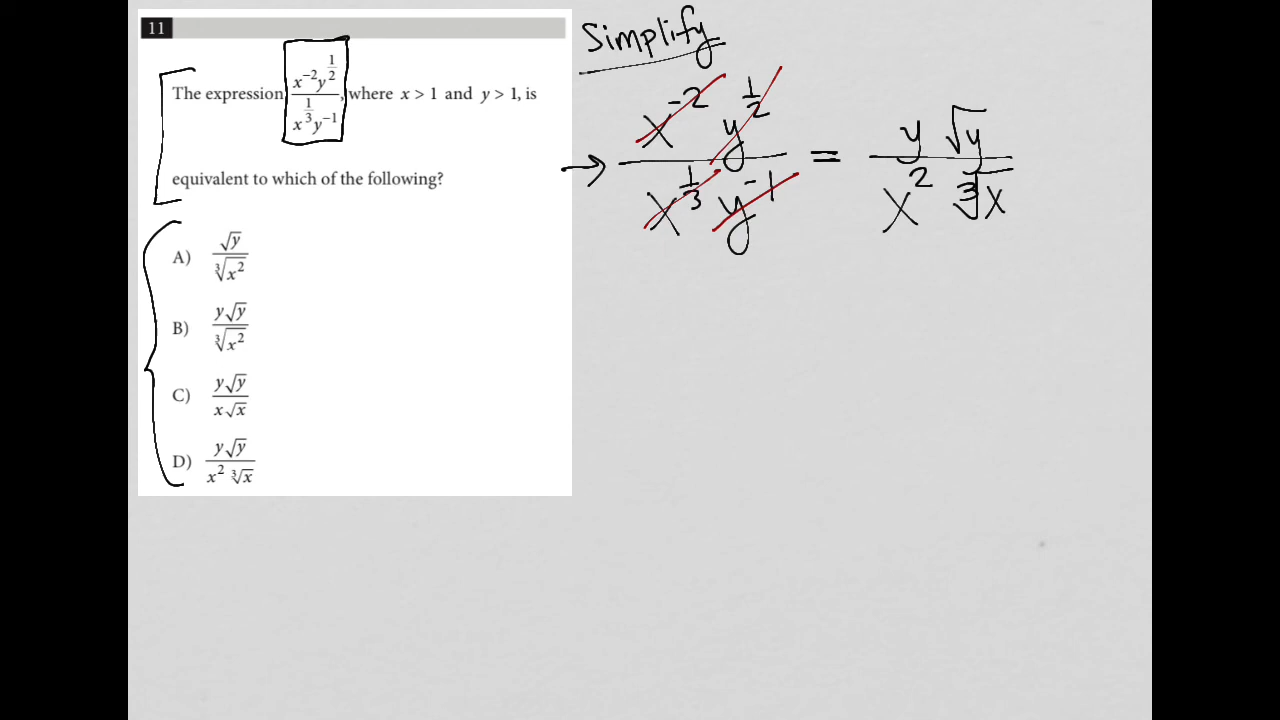 11
The expression x⁻²y^(1/2) / x^(1/3)y⁻¹, where x > 1 and y > 1, is
equivalent to which of the following?
A) √y / ∛x²
B) y√y / ∛x²
C) y√y / x√x
D) y√y / x² ∛x
Simplify
→ x⁻² y^(1/2) / x^(1/3) y⁻¹ = y √y / x² ∛x